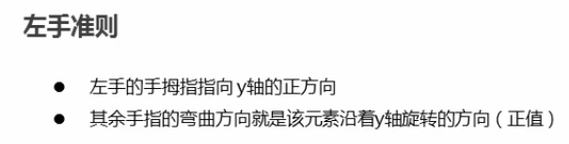 左手准则
● 左手的手拇指指向 y轴的正方向
● 其余手指的弯曲方向就是该元素沿着y轴旋转的方向（正值）